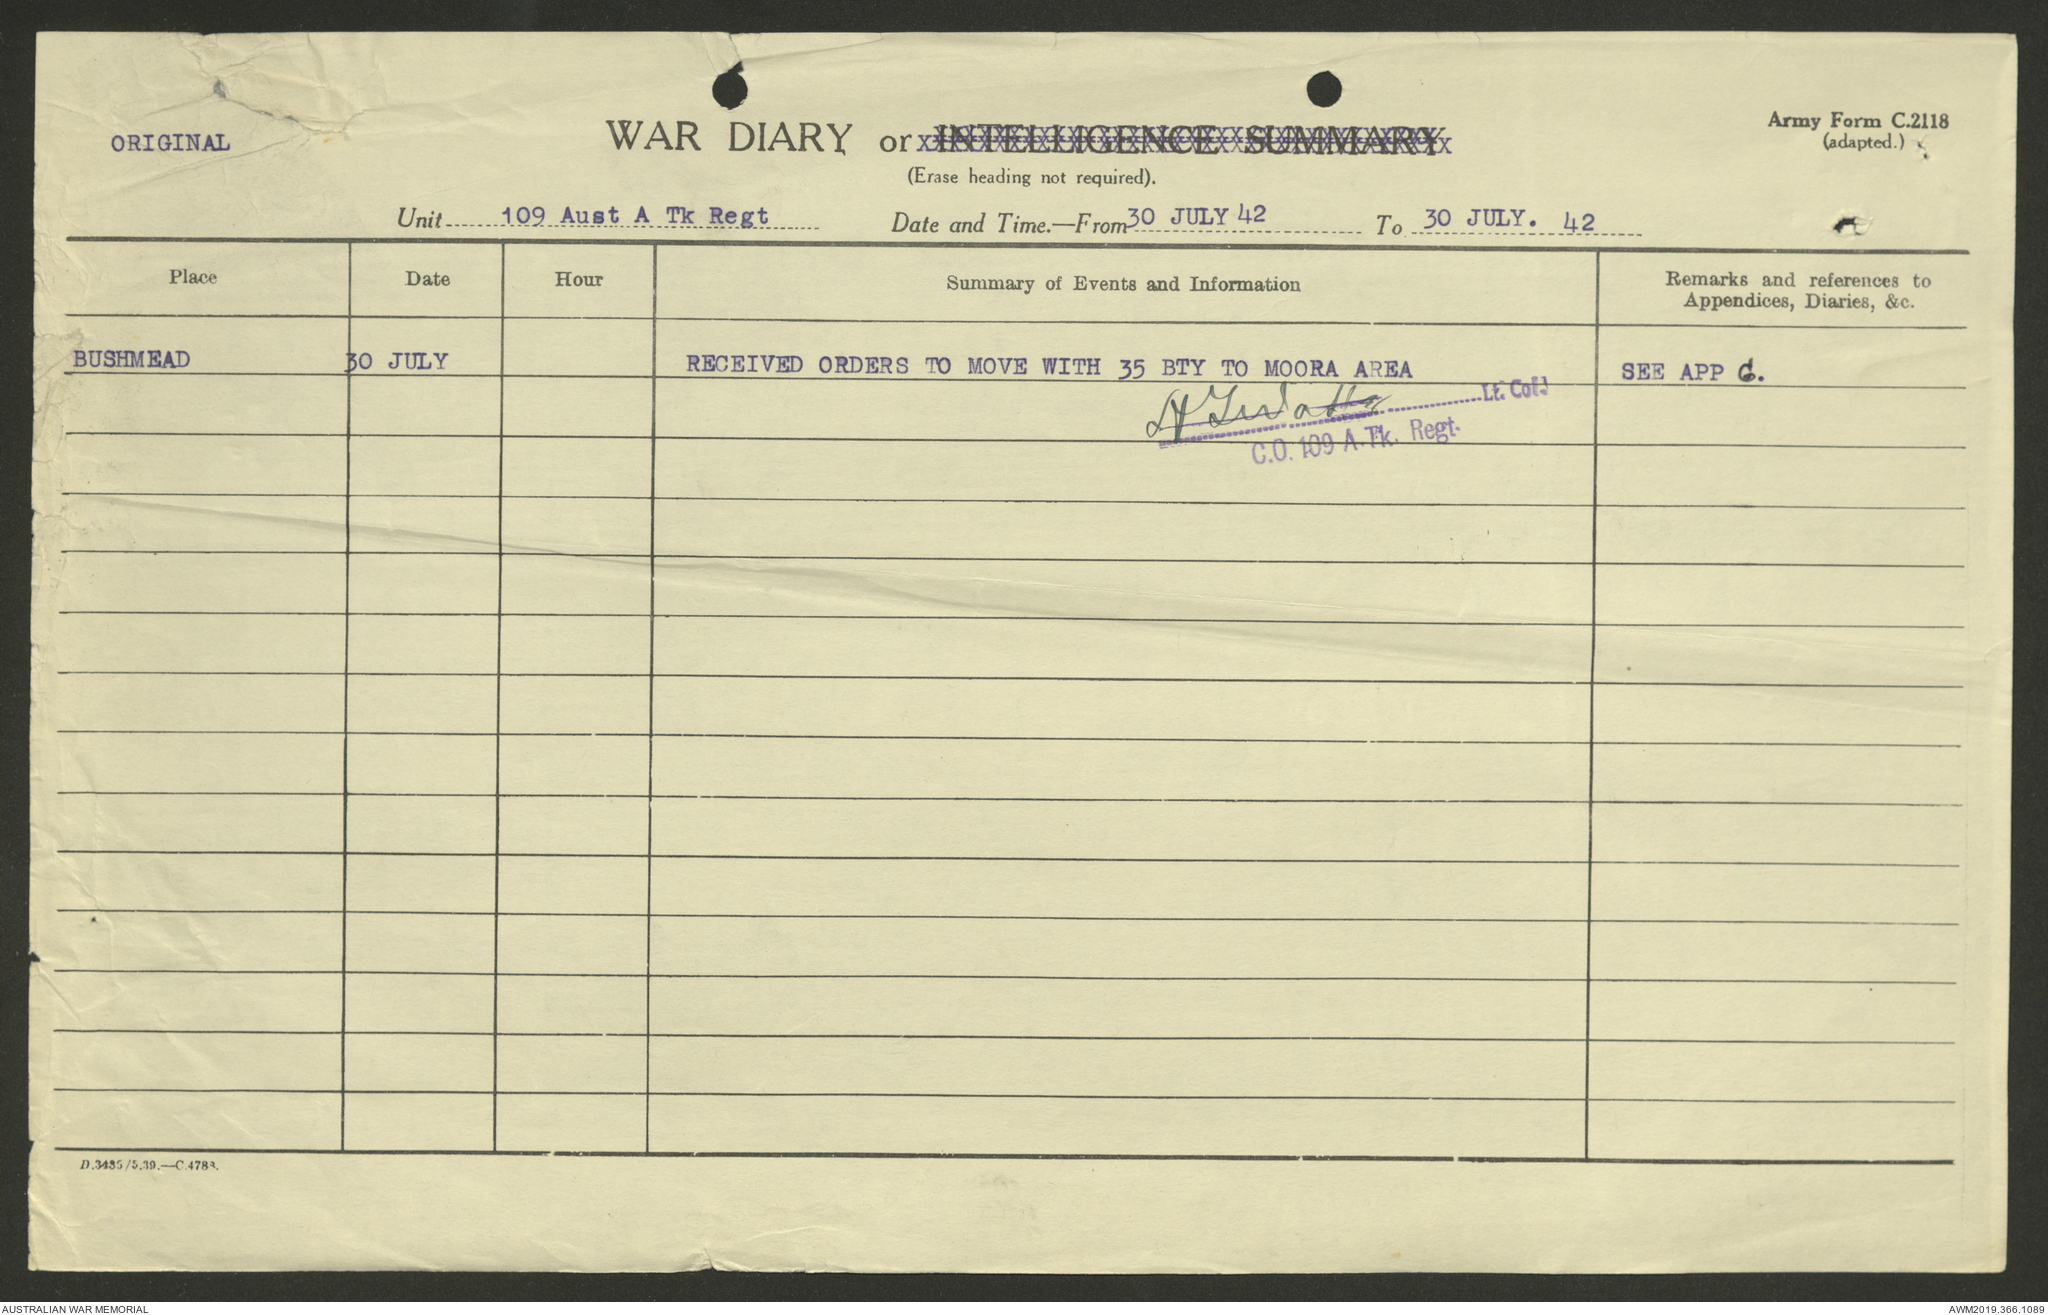 ORIGINAL
WAR DIARY or INTELLIGENCE SUMMARY
Army Form C.2118
(adapted.)
(Erase heading not required).
Unit 109 Aust A Tk Regt Date and Time.—From 30 JULY 42 To 30 JULY. 42
Place Date Hour Summary of Events and Information Remarks and references to
Appendices, Diaries, &c.
BUSHMEAD 30 JULY RECEIVED ORDERS TO MOVE WITH 35 BTY TO MOORA AREA SEE APP G.
Lt. Col.
C.O. 109 A.Tk. Regt.
D.3435/5.39.—C.4783.
AUSTRALIAN WAR MEMORIAL AWM2019.366.1089